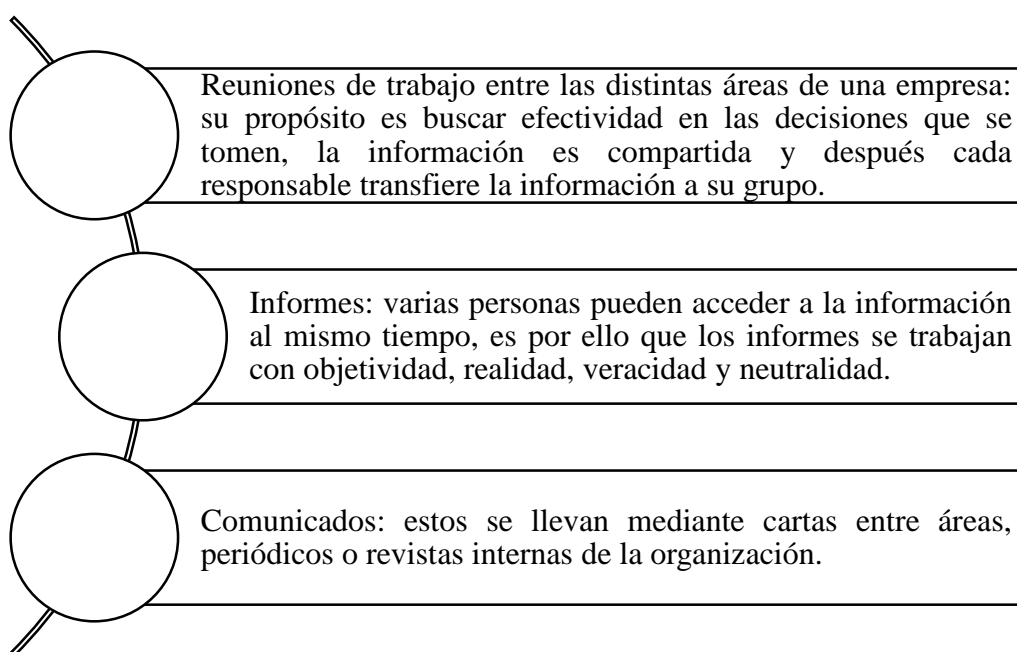 Reuniones de trabajo entre las distintas áreas de una empresa:
su propósito es buscar efectividad en las decisiones que se
tomen, la información es compartida y después cada
responsable transfiere la información a su grupo.
Informes: varias personas pueden acceder a la información
al mismo tiempo, es por ello que los informes se trabajan
con objetividad, realidad, veracidad y neutralidad.
Comunicados: estos se llevan mediante cartas entre áreas,
periódicos o revistas internas de la organización.